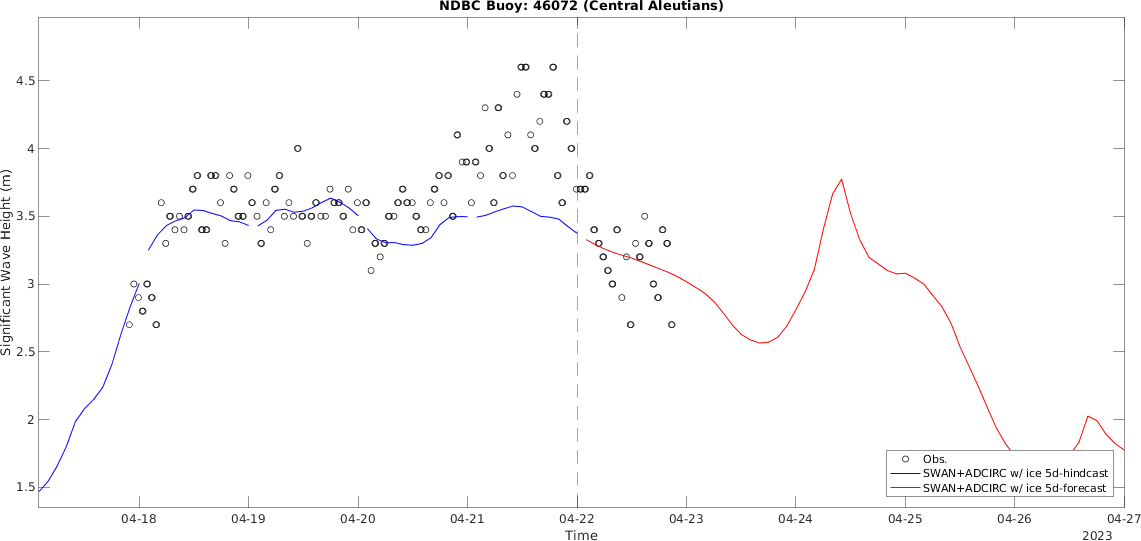 NDBC Buoy: 46072 (Central Aleutians)
Significant Wave Height (m)
4.5
4
3.5
3
2.5
2
1.5
Obs.
SWAN+ADCIRC w/ ice 5d-hindcast
SWAN+ADCIRC w/ ice 5d-forecast
04-18 04-19 04-20 04-21 04-22 04-23 04-24 04-25 04-26 04-27
Time
2023